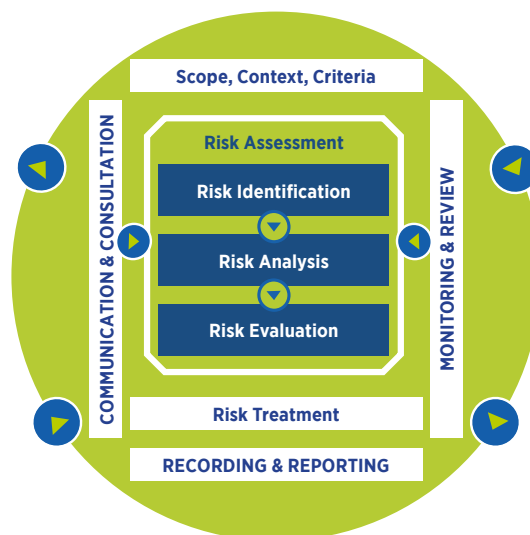 Scope, Context, Criteria
COMMUNICATION & CONSULTATION
Risk Assessment
Risk Identification
Risk Analysis
Risk Evaluation
MONITORING & REVIEW
Risk Treatment
RECORDING & REPORTING